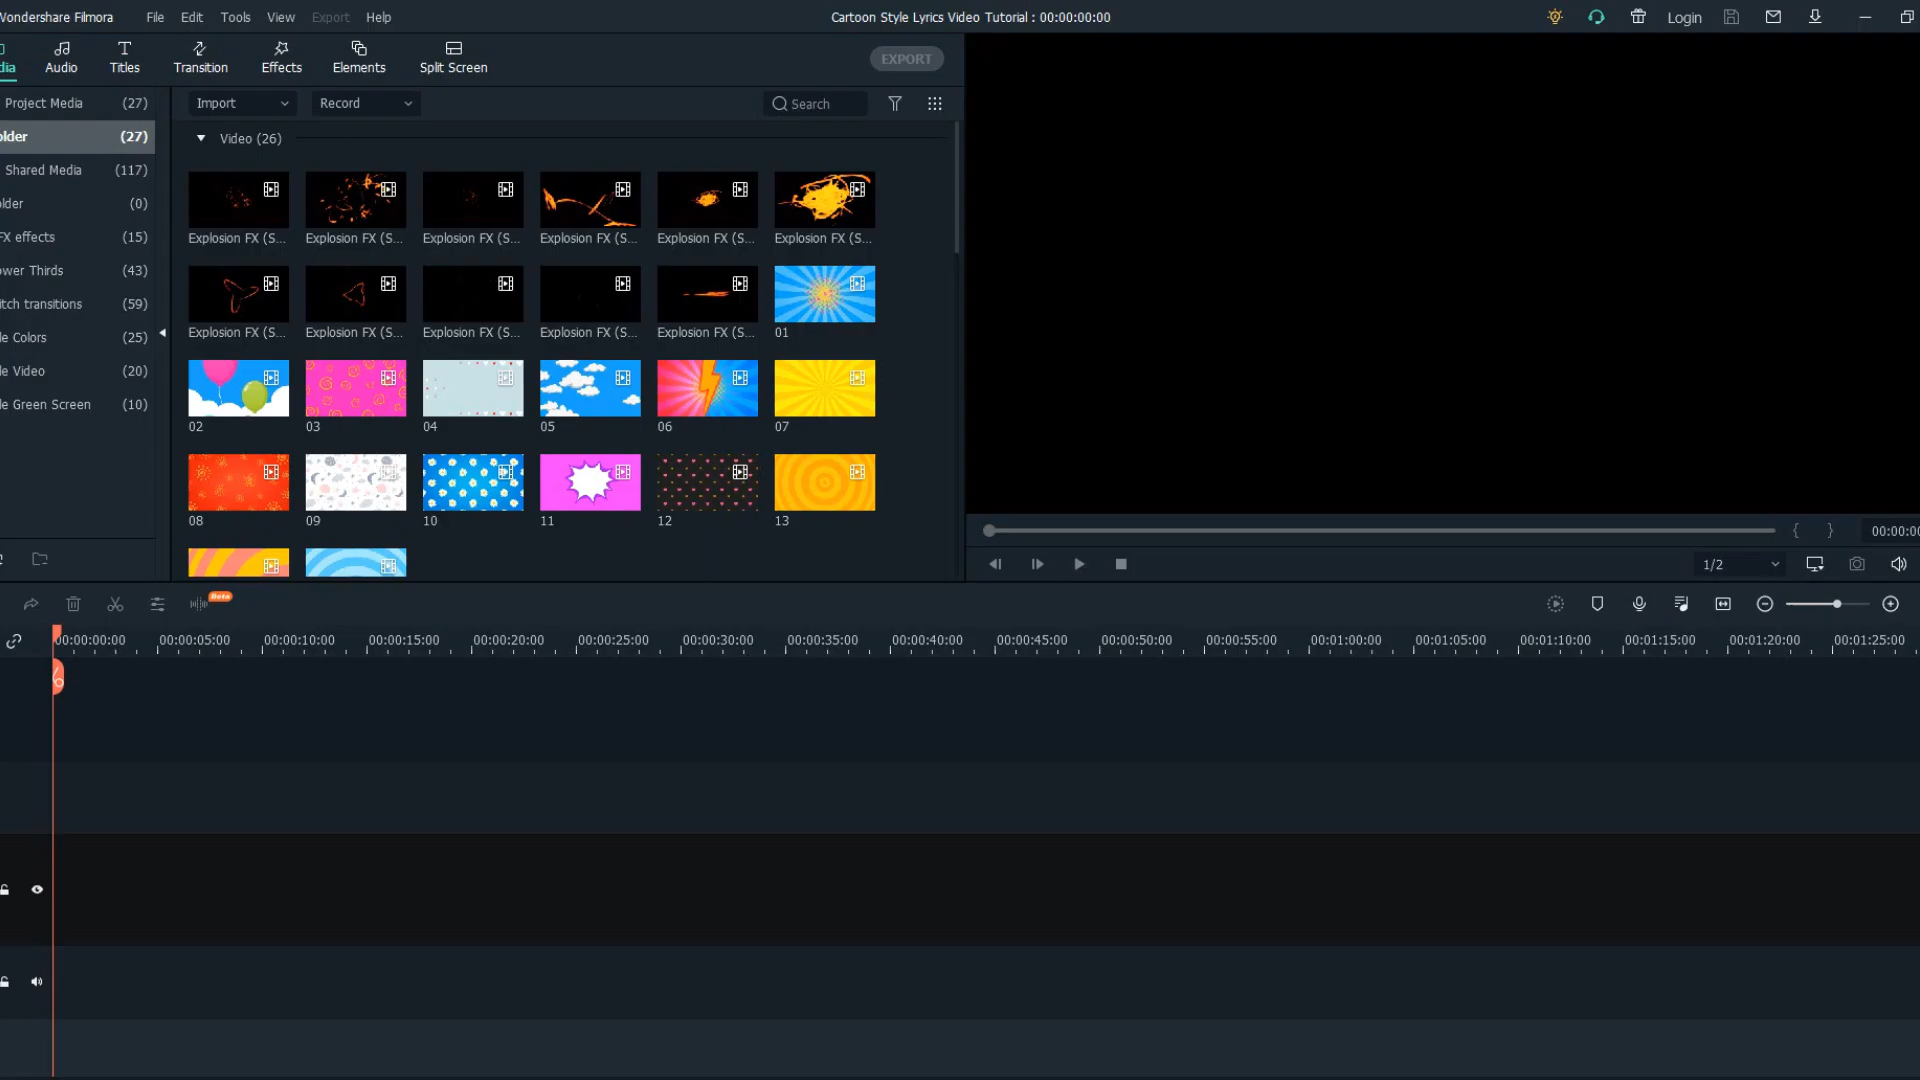 Wondershare Filmora File Edit Tools View Export Help Cartoon Style Lyrics Video Tutorial : 00:00:00:00 Login
dia Audio Titles Transition Effects Elements Split Screen EXPORT
Project Media (27) Import Record Search
older (27) Video (26)
Shared Media (117)
older (0)
FX effects (15) Explosion FX (S... Explosion FX (S... Explosion FX (S... Explosion FX (S... Explosion FX (S... Explosion FX (S...
ower Thirds (43)
itch transitions (59)
le Colors (25) Explosion FX (S... Explosion FX (S... Explosion FX (S... Explosion FX (S... Explosion FX (S... 01
le Video (20)
le Green Screen (10)
02 03 04 05 06 07
08 09 10 11 12 13
00:00:00
1/2
Beta
00:00:00:00 00:00:05:00 00:00:10:00 00:00:15:00 00:00:20:00 00:00:25:00 00:00:30:00 00:00:35:00 00:00:40:00 00:00:45:00 00:00:50:00 00:00:55:00 00:01:00:00 00:01:05:00 00:01:10:00 00:01:15:00 00:01:20:00 00:01:25:00